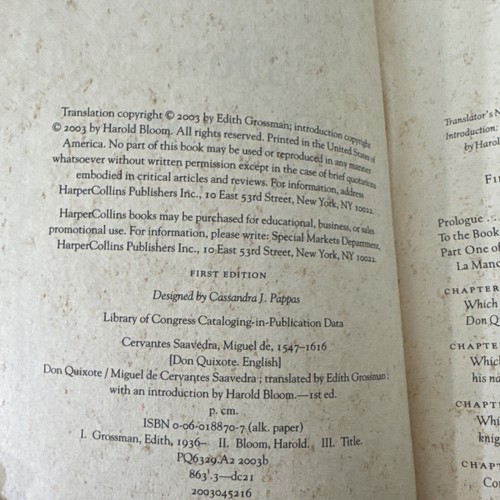 Translation copyright © 2003 by Edith Grossman; introduction copyright
© 2003 by Harold Bloom. All rights reserved. Printed in the United States of
America. No part of this book may be used or reproduced in any manner
whatsoever without written permission except in the case of brief quotations
embodied in critical articles and reviews. For information, address
HarperCollins Publishers Inc., 10 East 53rd Street, New York, NY 10022.
HarperCollins books may be purchased for educational, business, or sales
promotional use. For information, please write: Special Markets Department,
HarperCollins Publishers Inc., 10 East 53rd Street, New York, NY 10022.
FIRST EDITION
Designed by Cassandra J. Pappas
Library of Congress Cataloging-in-Publication Data
Cervantes Saavedra, Miguel de, 1547–1616
[Don Quixote. English]
Don Quixote / Miguel de Cervantes Saavedra ; translated by Edith Grossman ;
with an introduction by Harold Bloom.—1st ed.
p. cm.
ISBN 0-06-018870-7 (alk. paper)
I. Grossman, Edith, 1936– II. Bloom, Harold. III. Title.
PQ6329.A2 2003b
863'.3—dc21
2003045216
Translator's N
Introduction
by Harol
FI
Prologue . .
To the Book
Part One of
La Manc
CHAPTER
Which
Don Q
CHAPTE
Which
his n
CHAPT
Whi
knig
CHAP
Co